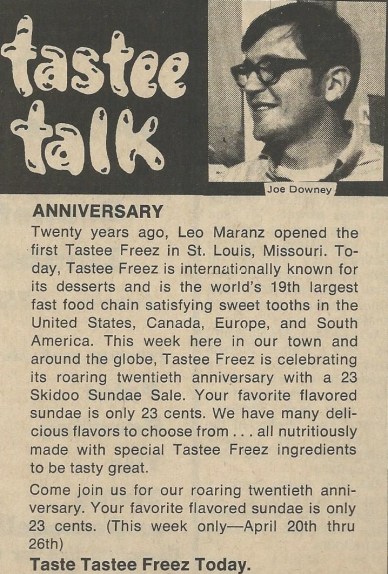 tastee
talk
Joe Downey
ANNIVERSARY
Twenty years ago, Leo Maranz opened the
first Tastee Freez in St. Louis, Missouri. To-
day, Tastee Freez is internationally known for
its desserts and is the world's 19th largest
fast food chain satisfying sweet tooths in the
United States, Canada, Europe, and South
America. This week here in our town and
around the globe, Tastee Freez is celebrating
its roaring twentieth anniversary with a 23
Skidoo Sundae Sale. Your favorite flavored
sundae is only 23 cents. We have many deli-
cious flavors to choose from . . . all nutritiously
made with special Tastee Freez ingredients
to be tasty great.
Come join us for our roaring twentieth anni-
versary. Your favorite flavored sundae is only
23 cents. (This week only—April 20th thru
26th)
Taste Tastee Freez Today.